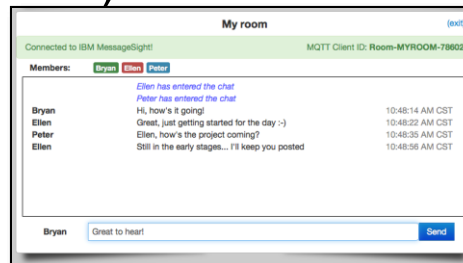 My room (exit
Connected to IBM MessageSight! MQTT Client ID: Room-MYROOM-78602
Members: Bryan Ellen Peter
Ellen has entered the chat
Peter has entered the chat
Bryan Hi, how's it going! 10:48:14 AM CST
Ellen Great, just getting started for the day :-) 10:48:22 AM CST
Peter Ellen, how's the project coming? 10:48:35 AM CST
Ellen Still in the early stages... I'll keep you posted 10:48:56 AM CST
Bryan Great to hear! Send